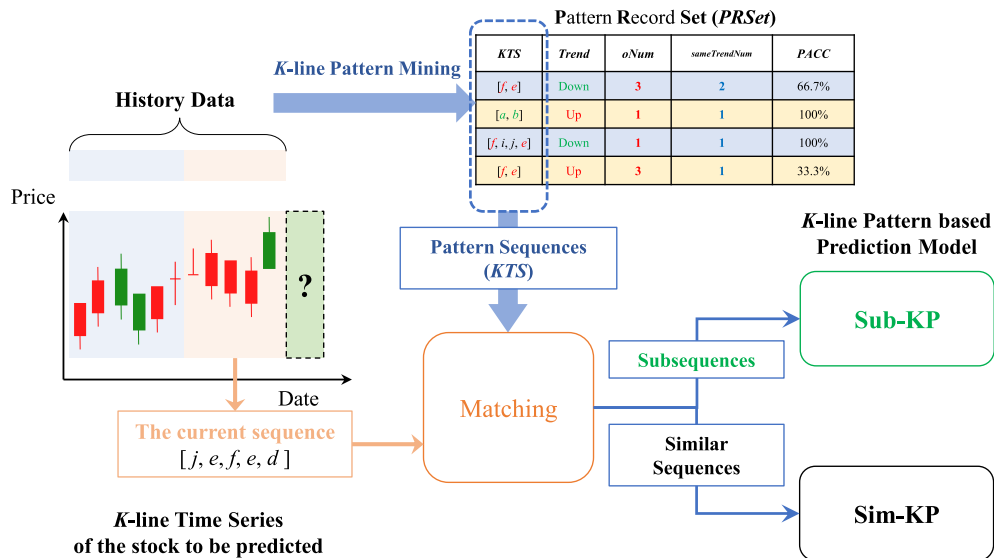 Pattern Record Set (PRSet)
KTS Trend oNum sameTrendNum PACC
[f, e] Down 3 2 66.7%
[a, b] Up 1 1 100%
[f, i, j, e] Down 1 1 100%
[f, e] Up 3 1 33.3%
K-line Pattern Mining
History Data
Price
?
Date
The current sequence
[ j, e, f, e, d ]
K-line Time Series
of the stock to be predicted
Pattern Sequences
(KTS)
Matching
Subsequences
Similar
Sequences
K-line Pattern based
Prediction Model
Sub-KP
Sim-KP